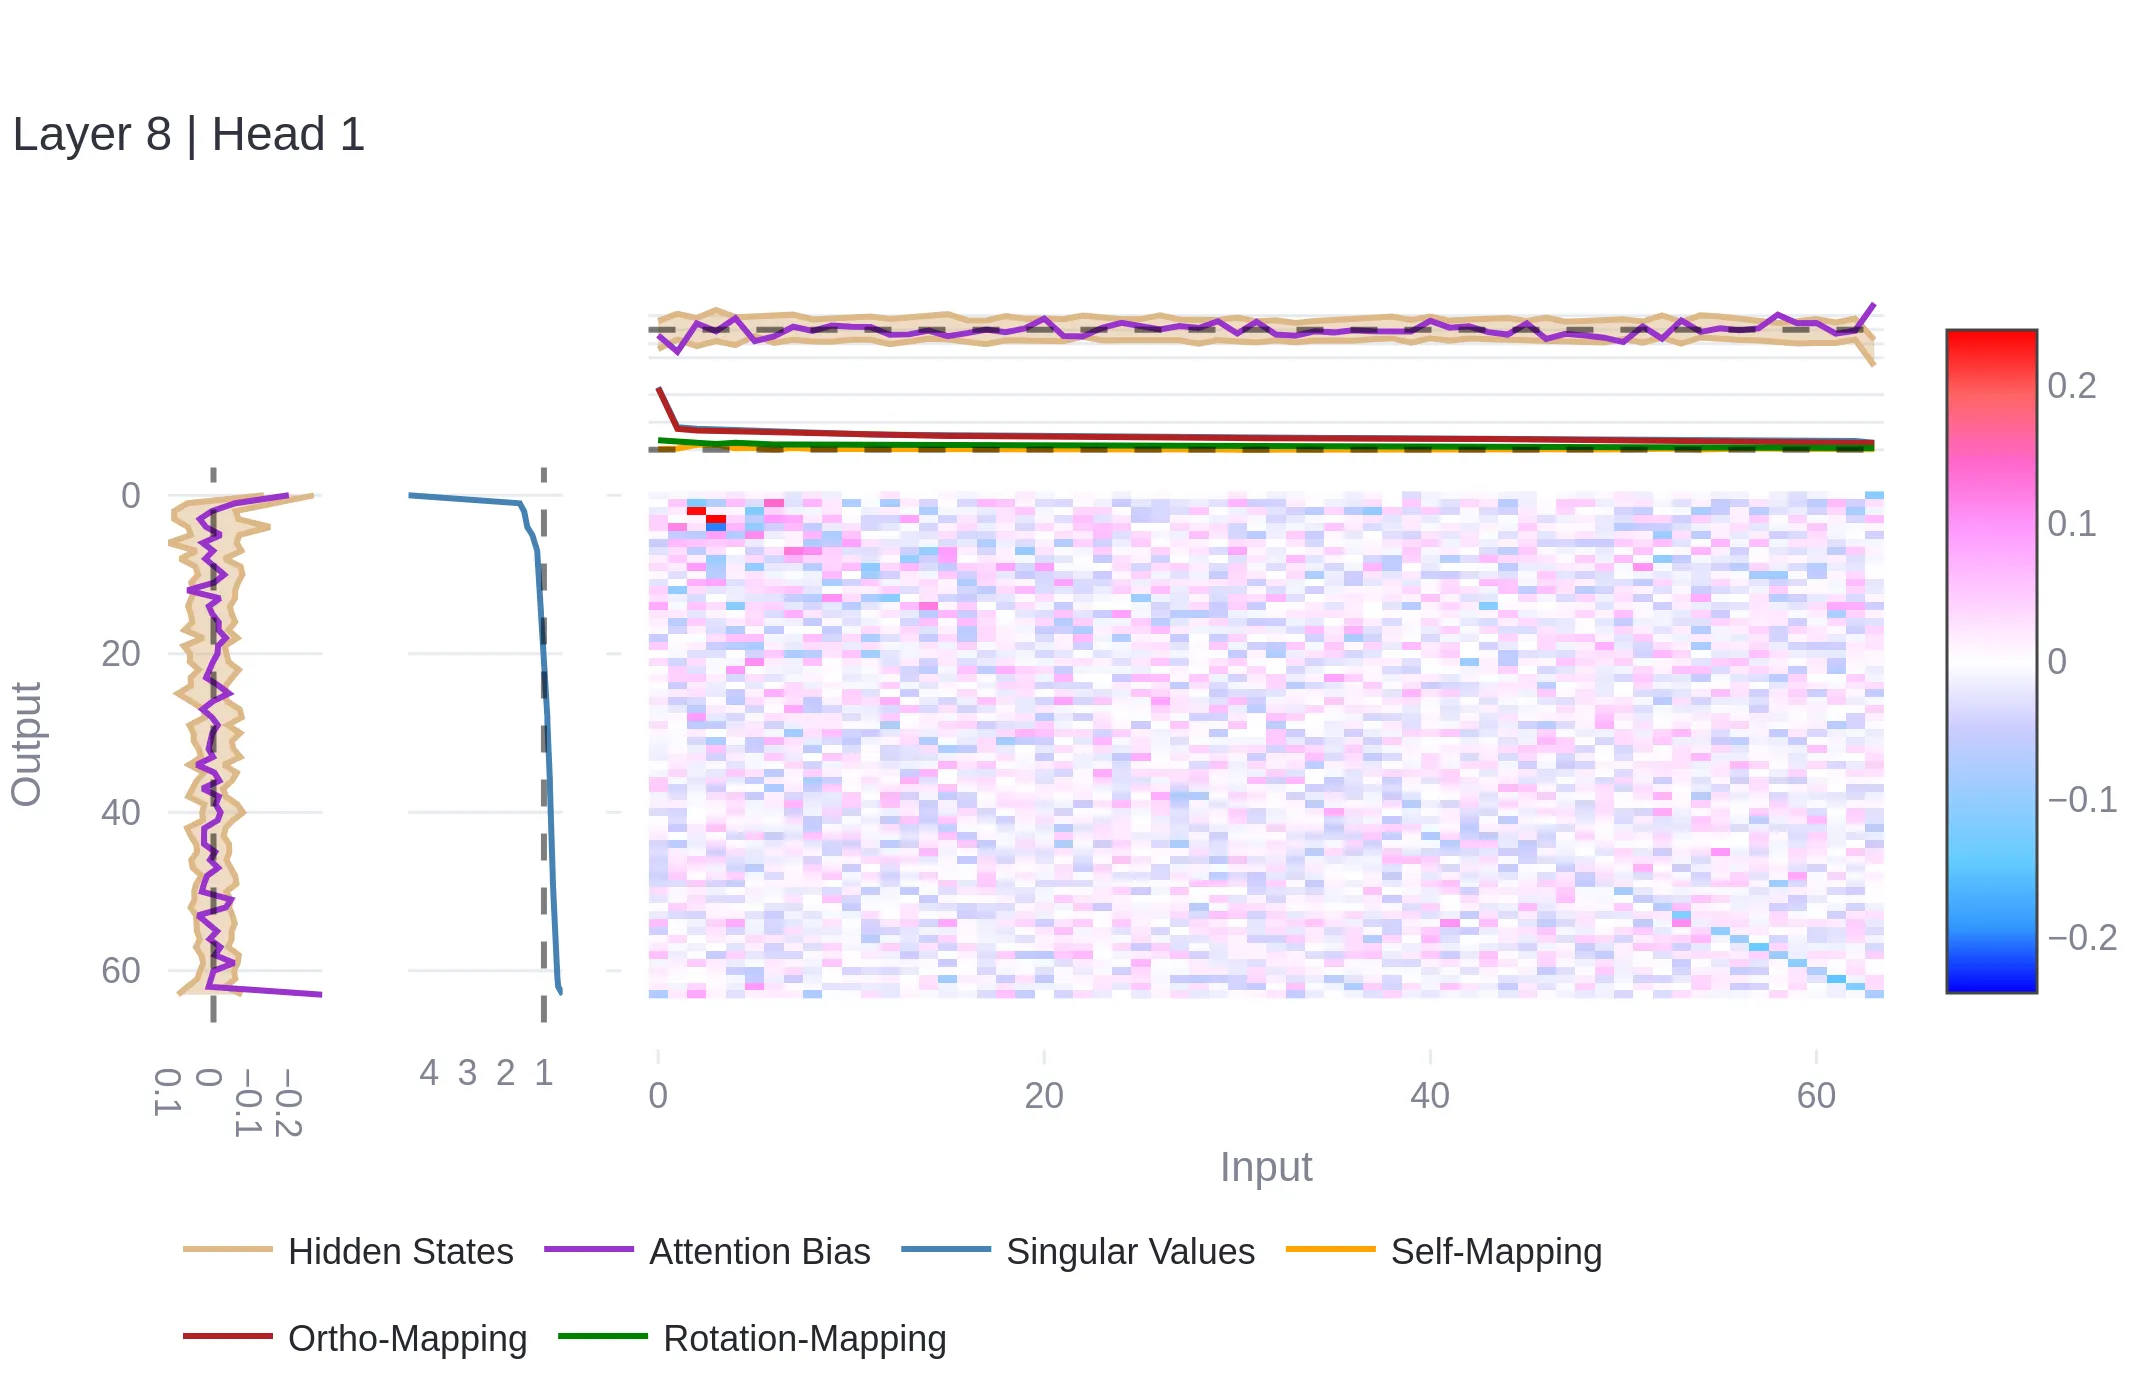 Layer 8 | Head 1
0.2
0.1
0
−0.1
−0.2
Output
0
20
40
60
0.1
0
−0.1
−0.2
4 3 2 1
0 20 40 60
Input
Hidden States Attention Bias Singular Values Self-Mapping
Ortho-Mapping Rotation-Mapping